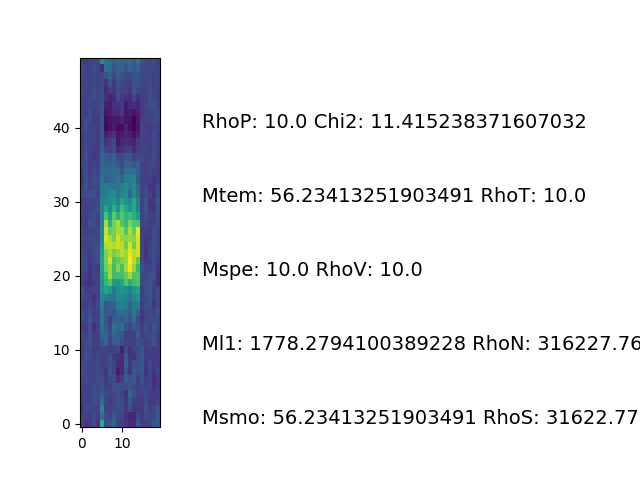 RhoP: 10.0 Chi2: 11.415238371607032
40
Mtem: 56.23413251903491 RhoT: 10.0
30
Mspe: 10.0 RhoV: 10.0
20
Ml1: 1778.2794100389228 RhoN: 316227.76
10
Msmo: 56.23413251903491 RhoS: 31622.77
0
0 10